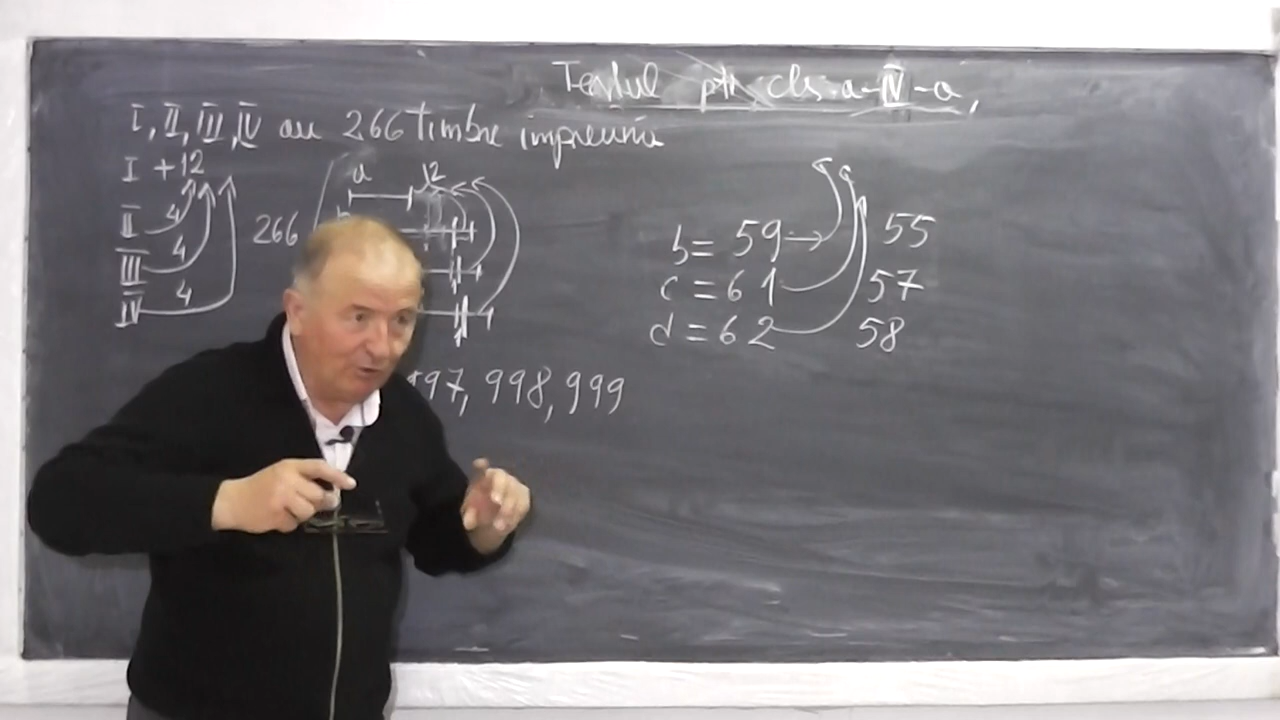 Testul ptr cls. a-IV-a,
I, II, III, IV au 266 timbre împreună
I +12
II 4
III 4
IV 4
266
a 12
b = 59 → 55
c = 61 57
d = 62 58
997, 998, 999